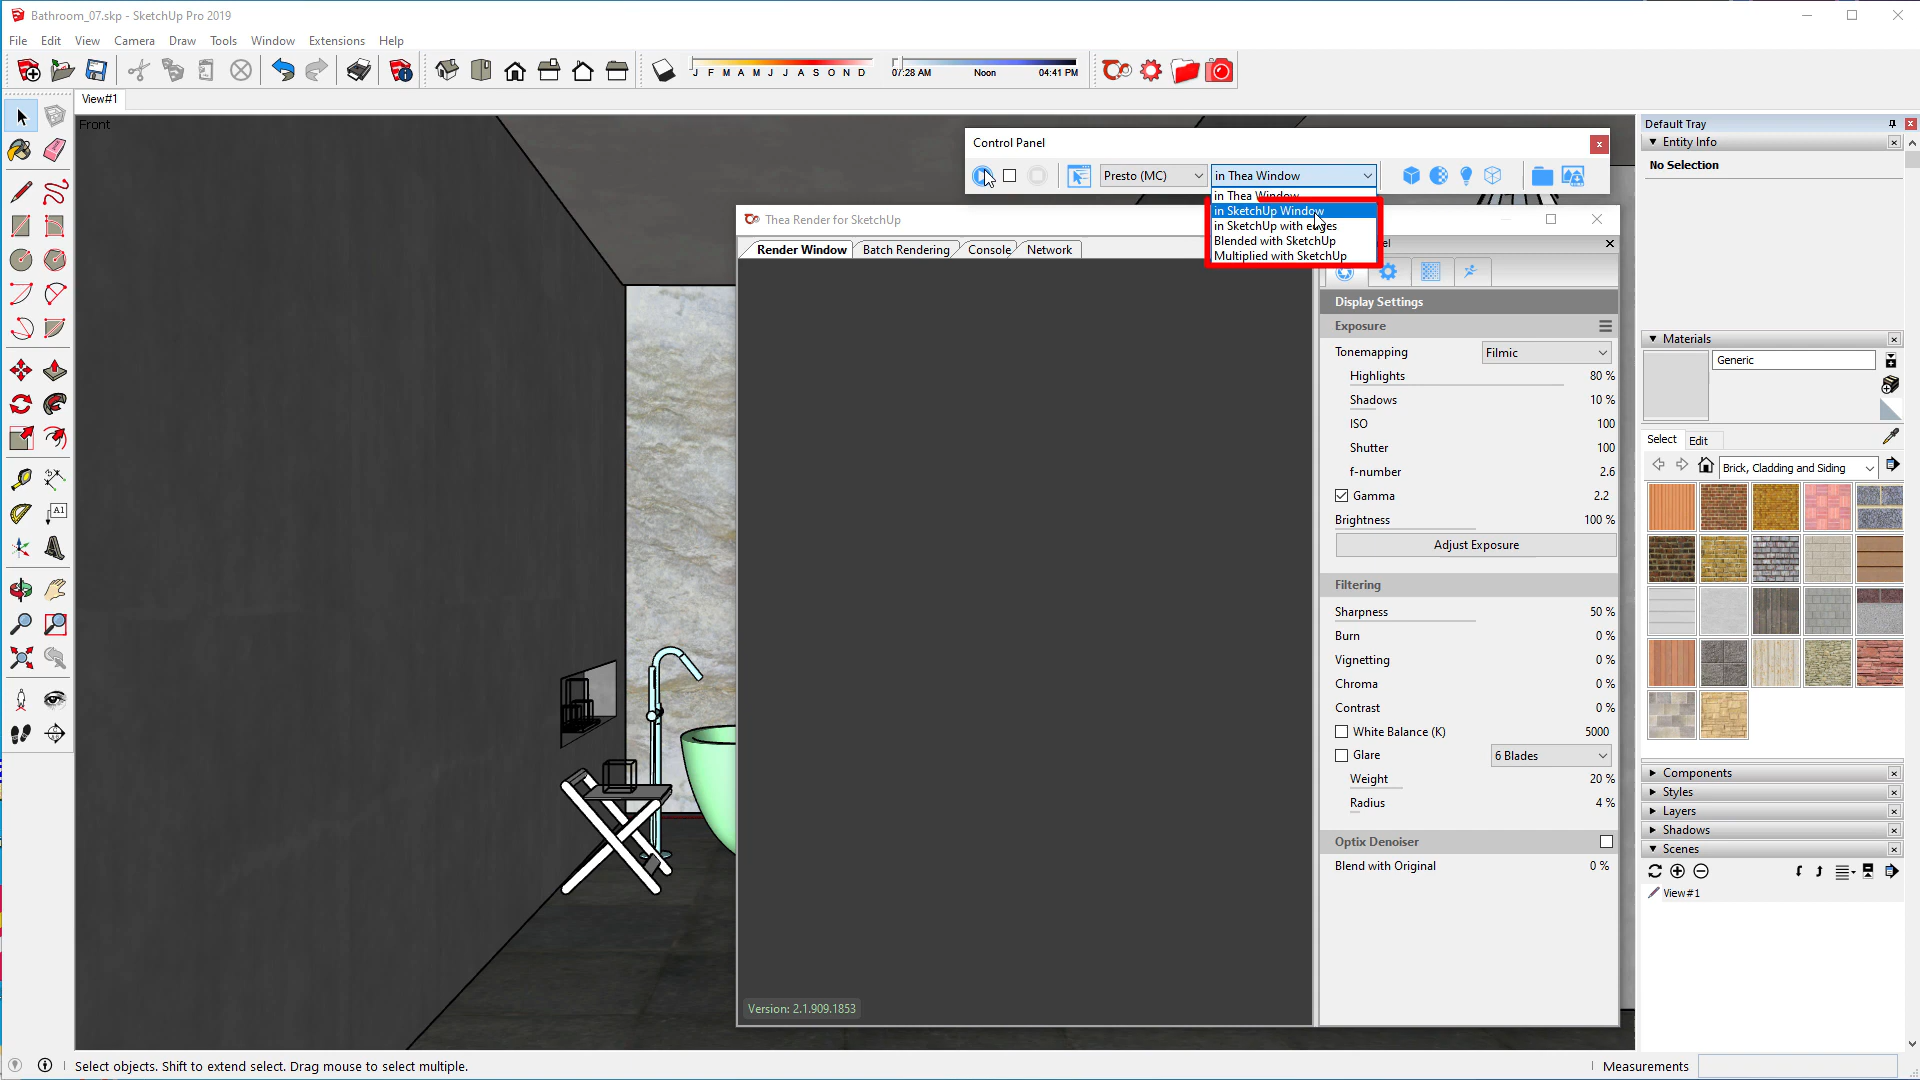 Bathroom_07.skp - SketchUp Pro 2019
File Edit View Camera Draw Tools Window Extensions Help
J F M A M J J A S O N D
07:28 AM Noon 04:41 PM
View#1
Front
A1
Control Panel
Presto (MC) in Thea Window
in Thea Window
in SketchUp Window
in SketchUp with edges
Blended with SketchUp
Multiplied with SketchUp
Thea Render for SketchUp
Render Window Batch Rendering Console Network
Display Settings
Exposure
Tonemapping Filmic
Highlights 80 %
Shadows 10 %
ISO 100
Shutter 100
f-number 2.6
Gamma 2.2
Brightness 100 %
Adjust Exposure
Filtering
Sharpness 50 %
Burn 0 %
Vignetting 0 %
Chroma 0 %
Contrast 0 %
White Balance (K) 5000
Glare 6 Blades
Weight 20 %
Radius 4 %
Optix Denoiser
Blend with Original 0 %
Version: 2.1.909.1853
Default Tray
Entity Info
No Selection
Materials
Generic
Select Edit
Brick, Cladding and Siding
Components
Styles
Layers
Shadows
Scenes
View#1
Select objects. Shift to extend select. Drag mouse to select multiple.
Measurements